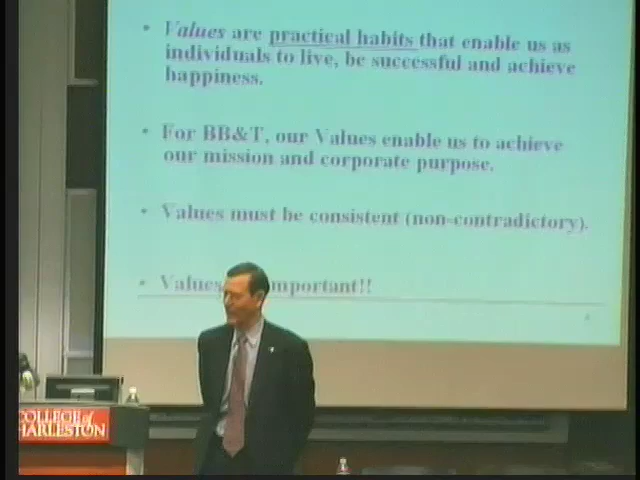 • Values are practical habits that enable us as
individuals to live, be successful and achieve
happiness.
• For BB&T, our Values enable us to achieve
our mission and corporate purpose.
• Values must be consistent (non-contradictory).
• Values important!!
COLLEGE of
CHARLESTON